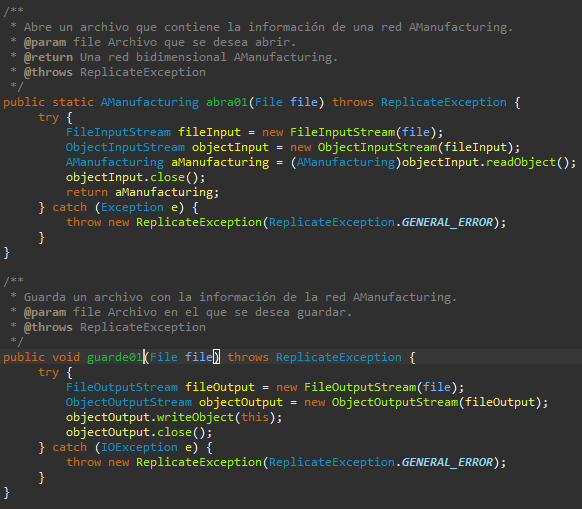 /**
 * Abre un archivo que contiene la información de una red AManufacturing.
 * @param file Archivo que se desea abrir.
 * @return Una red bidimensional AManufacturing.
 * @throws ReplicateException
 */
public static AManufacturing abra01(File file) throws ReplicateException {
     try {
         FileInputStream fileInput = new FileInputStream(file);
         ObjectInputStream objectInput = new ObjectInputStream(fileInput);
         AManufacturing aManufacturing = (AManufacturing)objectInput.readObject();
         objectInput.close();
         return aManufacturing;
     } catch (Exception e) {
         throw new ReplicateException(ReplicateException.GENERAL_ERROR);
     }
}
/**
 * Guarda un archivo con la información de la red AManufacturing.
 * @param file Archivo en el que se desea guardar.
 * @throws ReplicateException
 */
public void guarde01(File file) throws ReplicateException {
     try {
         FileOutputStream fileOutput = new FileOutputStream(file);
         ObjectOutputStream objectOutput = new ObjectOutputStream(fileOutput);
         objectOutput.writeObject(this);
         objectOutput.close();
     } catch (IOException e) {
         throw new ReplicateException(ReplicateException.GENERAL_ERROR);
     }
}